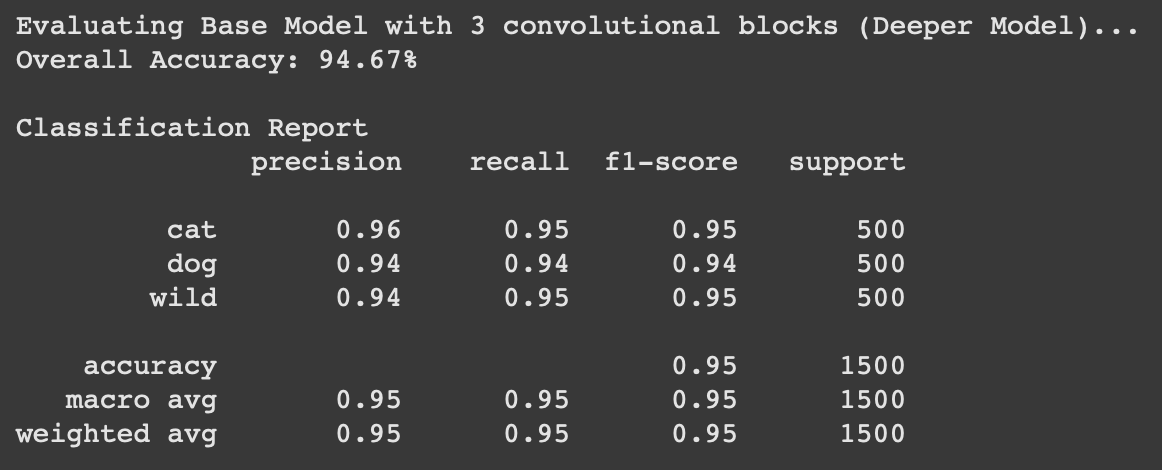 Evaluating Base Model with 3 convolutional blocks (Deeper Model)...
Overall Accuracy: 94.67%
Classification Report
precision recall f1-score support
cat 0.96 0.95 0.95 500
dog 0.94 0.94 0.94 500
wild 0.94 0.95 0.95 500
accuracy 0.95 1500
macro avg 0.95 0.95 0.95 1500
weighted avg 0.95 0.95 0.95 1500